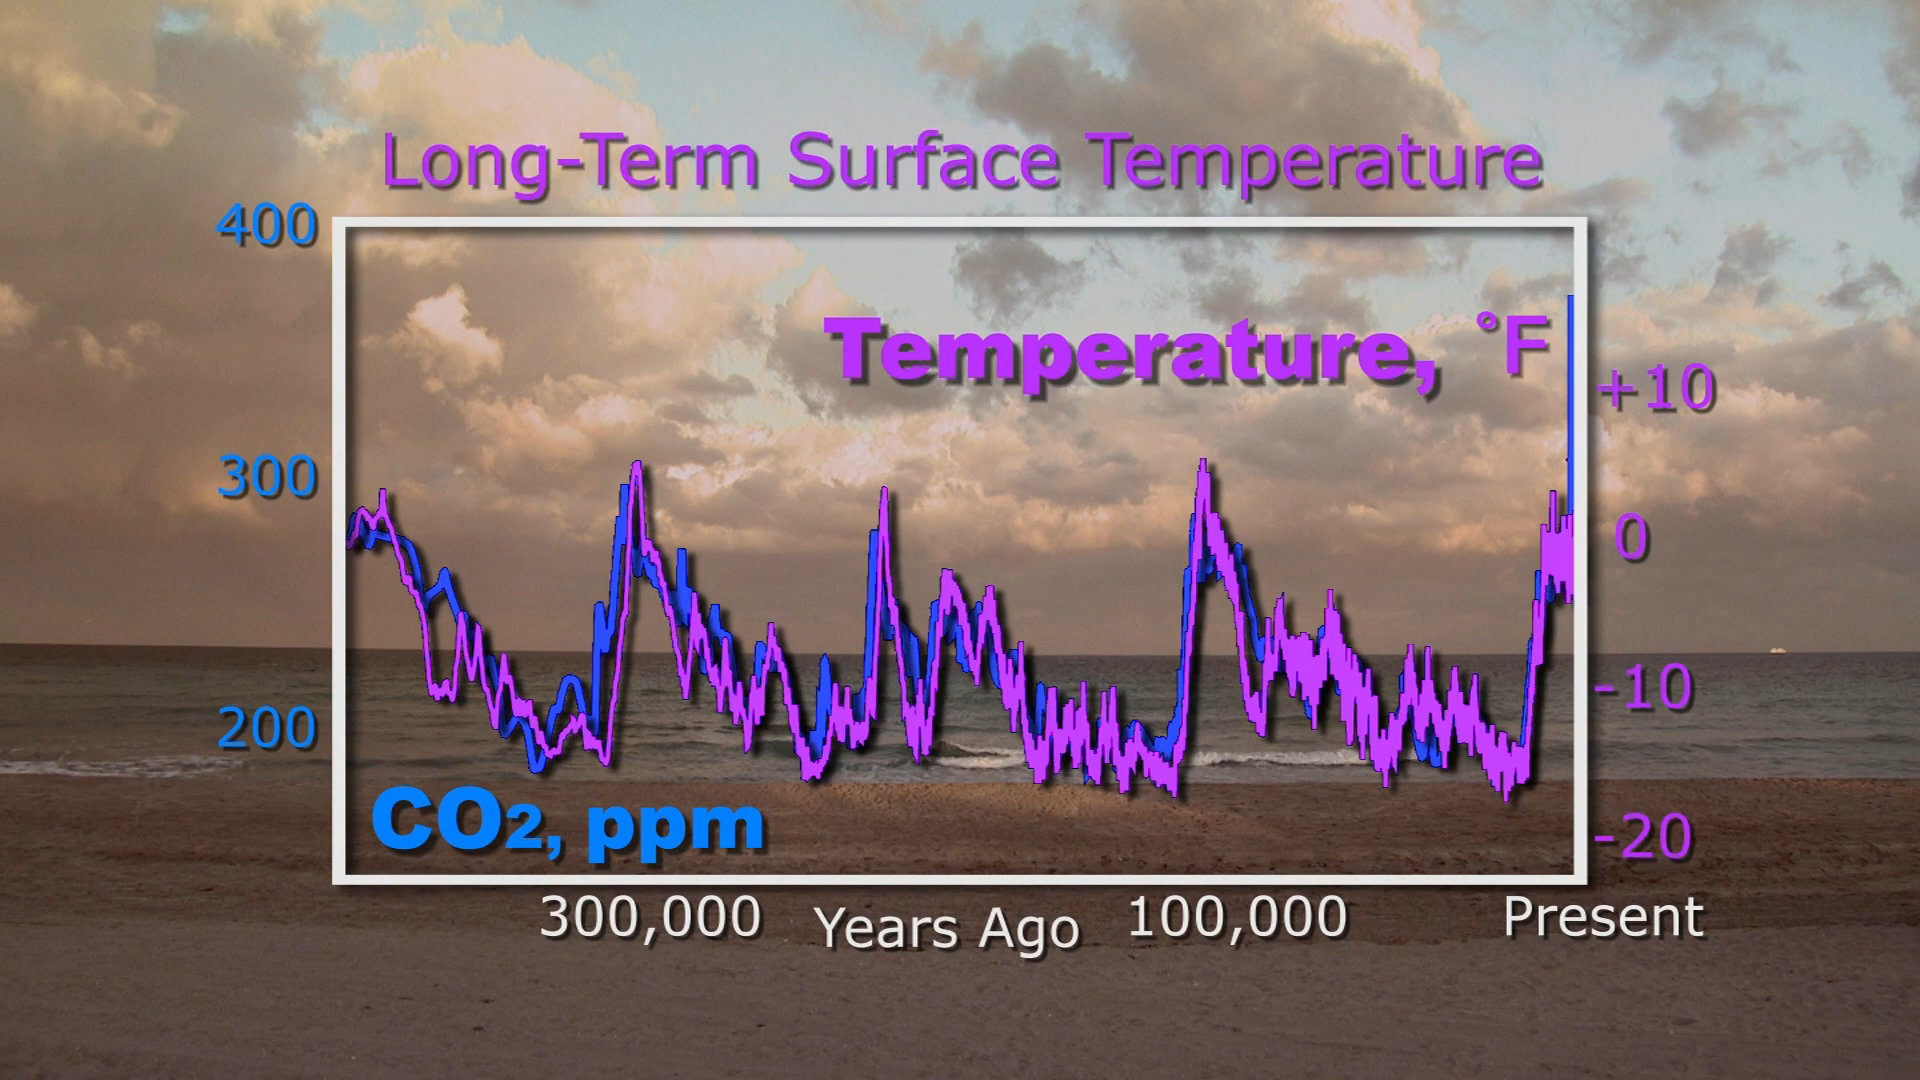 Long-Term Surface Temperature
400
300
200
Temperature, °F
+10
0
-10
-20
CO2, ppm
300,000 Years Ago 100,000 Present